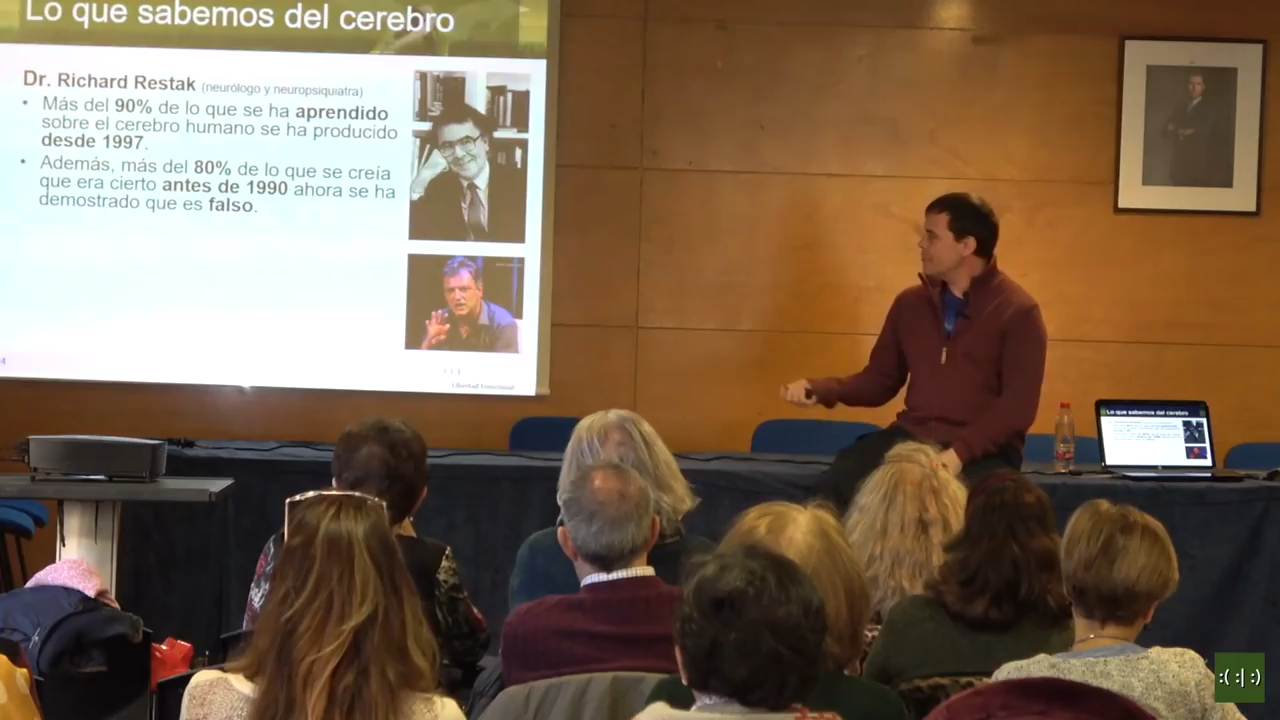 Lo que sabemos del cerebro
Dr. Richard Restak (neurólogo y neuropsiquiatra)
• Más del 90% de lo que se ha aprendido
sobre el cerebro humano se ha producido
desde 1997.
• Además, más del 80% de lo que se creía
que era cierto antes de 1990 ahora se ha
demostrado que es falso.
Libertad Emocional
Lo que sabemos del cerebro
:( :| :)